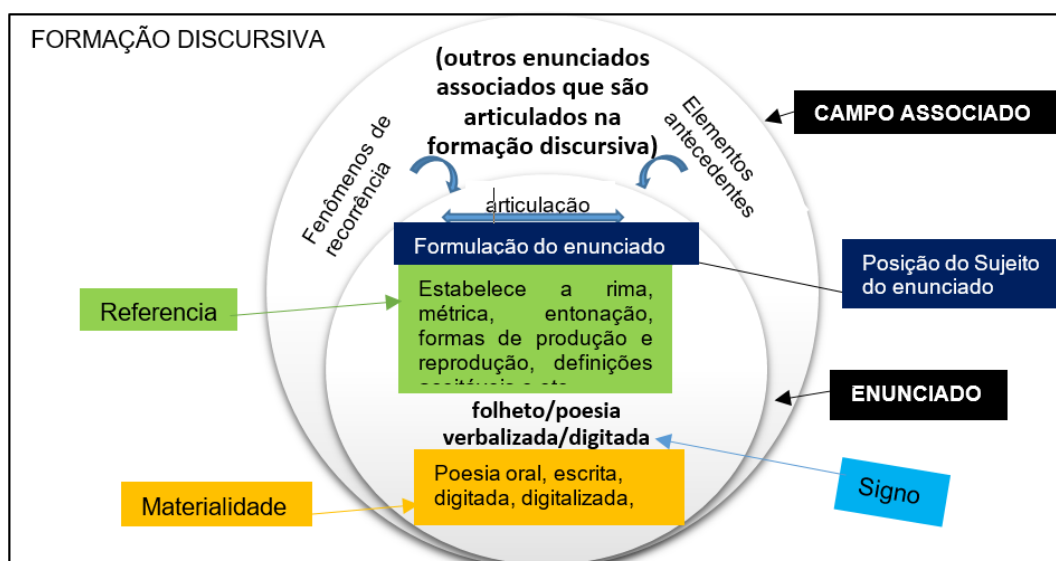 FORMAÇÃO DISCURSIVA
(outros enunciados
associados que são
articulados na
formação discursiva)
Fenômenos de
recorrência
Elementos
antecedentes
CAMPO ASSOCIADO
articulação
Formulação do enunciado
Posição do Sujeito
do enunciado
Referencia
Estabelece a rima,
métrica, entonação,
formas de produção e
reprodução, definições
ENUNCIADO
folheto/poesia
verbalizada/digitada
Signo
Materialidade
Poesia oral, escrita,
digitada, digitalizada,